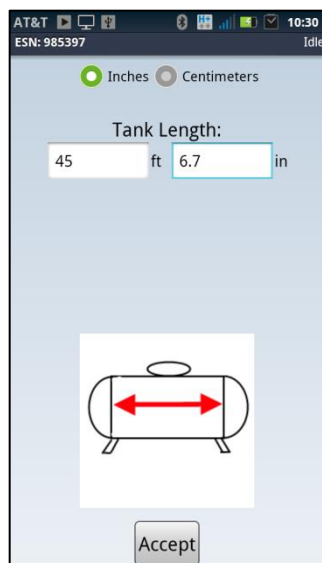 AT&T 10:30
ESN: 985397 Idle
Inches Centimeters
Tank Length:
45 ft 6.7 in
Accept